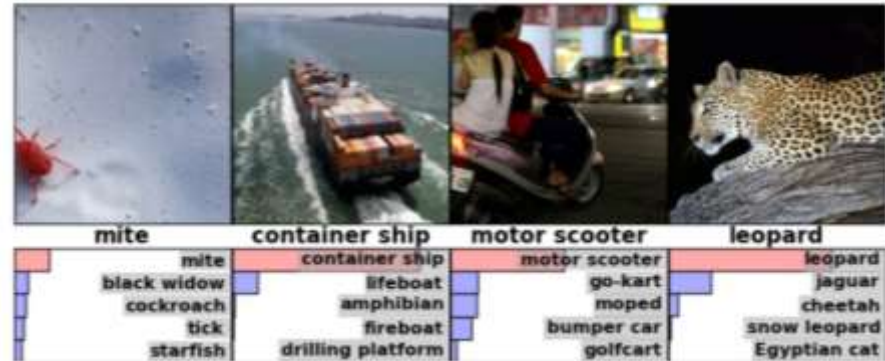 mite
container ship
motor scooter
leopard
mite
black widow
cockroach
tick
starfish
container ship
lifeboat
amphibian
fireboat
drilling platform
motor scooter
go-kart
moped
bumper car
golfcart
leopard
jaguar
cheetah
snow leopard
Egyptian cat